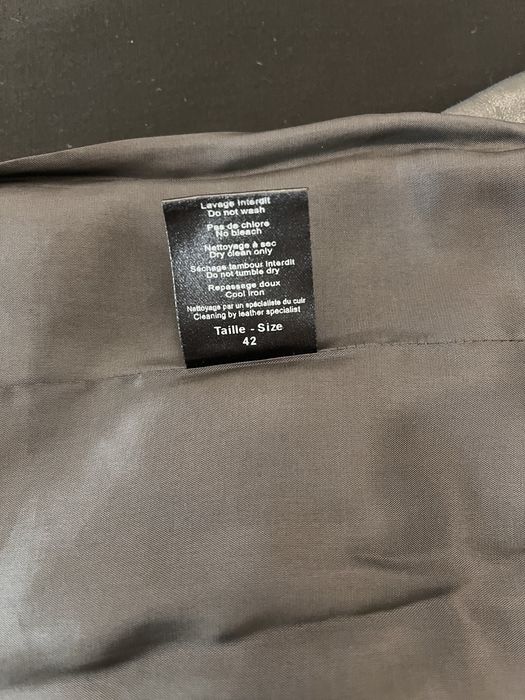 Lavage Interdit
Do not wash
Pas de chlore
No bleach
Nettoyage à sec
Dry clean only
Séchage tambour interdit
Do not tumble dry
Repassage doux
Cool iron
Nettoyage par un spécialiste du cuir
Cleaning by leather specialist
Taille - Size
42